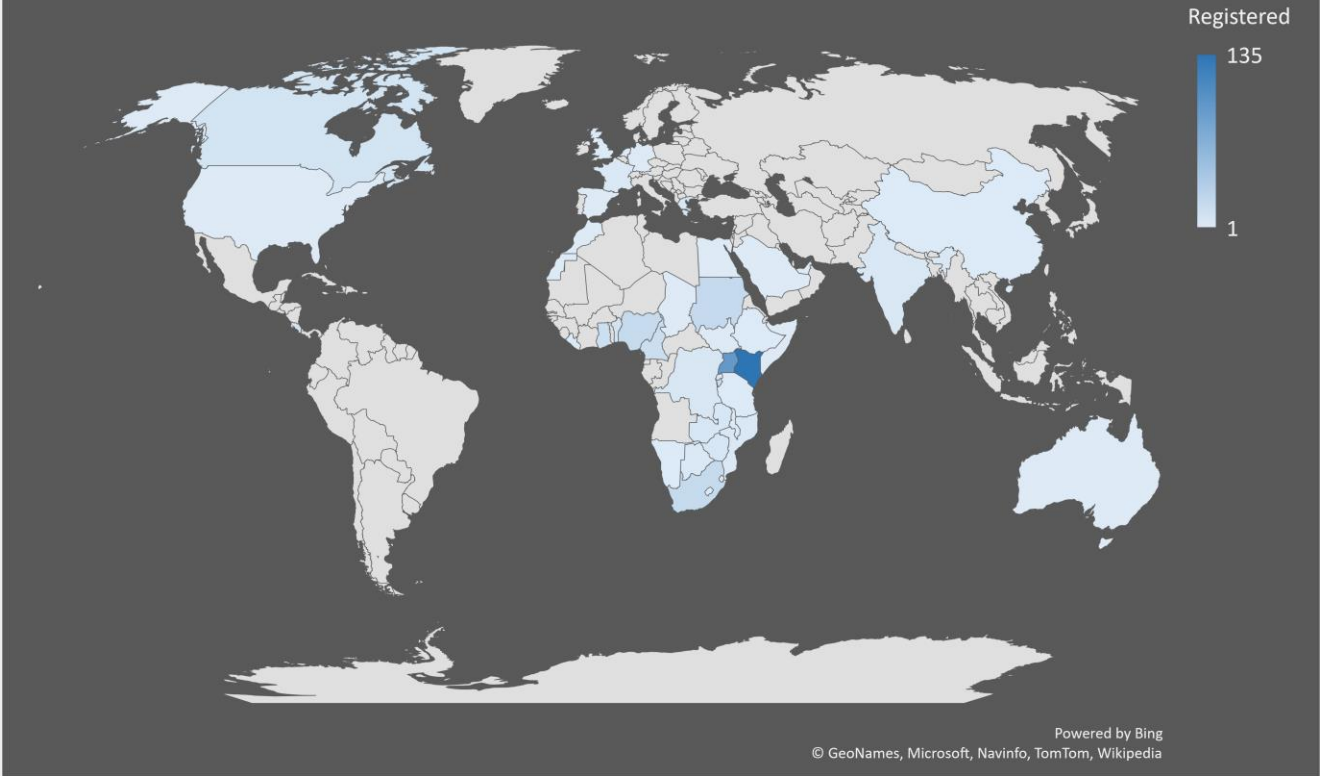 Registered
135
1
Powered by Bing
© GeoNames, Microsoft, Navinfo, TomTom, Wikipedia